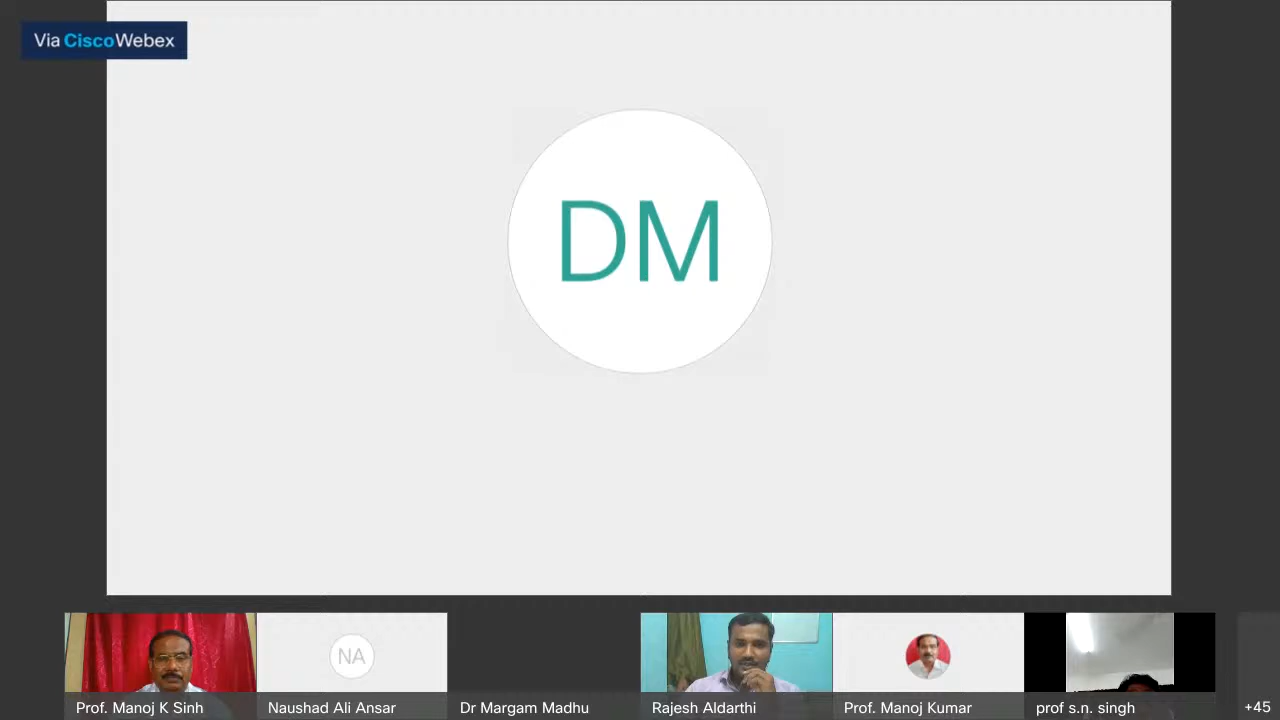 Via CiscoWebex
DM
NA
Prof. Manoj K Sinh
Naushad Ali Ansar
Dr Margam Madhu
Rajesh Aldarthi
Prof. Manoj Kumar
prof s.n. singh
+45